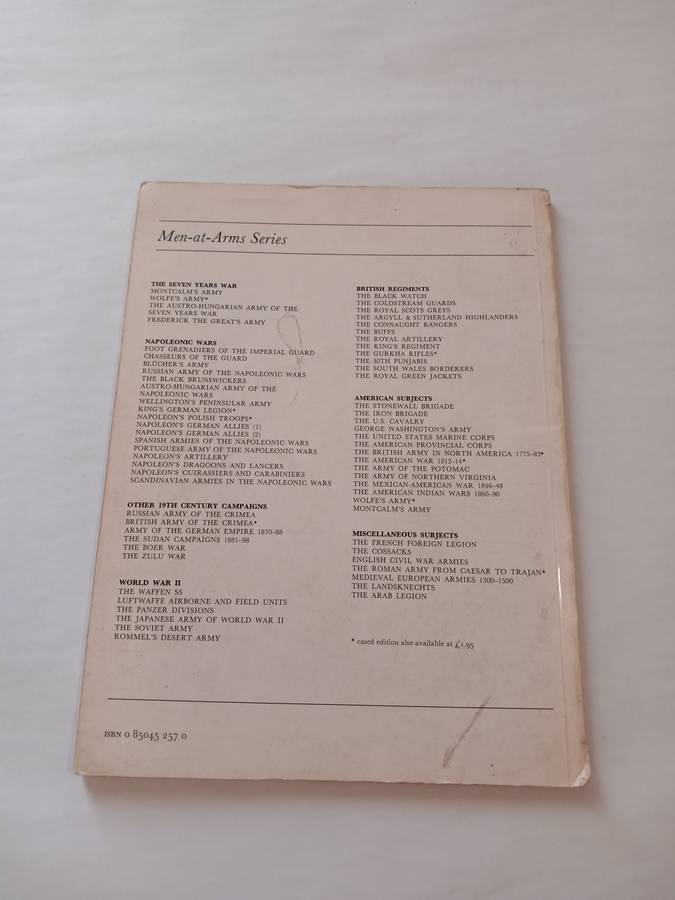 Men-at-Arms Series
THE SEVEN YEARS WAR
MONTCALM'S ARMY
WOLFE'S ARMY*
THE AUSTRO-HUNGARIAN ARMY OF THE
SEVEN YEARS WAR
FREDERICK THE GREAT'S ARMY
NAPOLEONIC WARS
FOOT GRENADIERS OF THE IMPERIAL GUARD
CHASSEURS OF THE GUARD
BLÜCHER'S ARMY
RUSSIAN ARMY OF THE NAPOLEONIC WARS
THE BLACK BRUNSWICKERS
AUSTRO-HUNGARIAN ARMY OF THE
NAPOLEONIC WARS
WELLINGTON'S PENINSULAR ARMY
KING'S GERMAN LEGION*
NAPOLEON'S POLISH TROOPS*
NAPOLEON'S GERMAN ALLIES (1)
NAPOLEON'S GERMAN ALLIES (2)
SPANISH ARMIES OF THE NAPOLEONIC WARS
PORTUGUESE ARMY OF THE NAPOLEONIC WARS
NAPOLEON'S ARTILLERY
NAPOLEON'S DRAGOONS AND LANCERS
NAPOLEON'S CUIRASSIERS AND CARABINIERS
SCANDINAVIAN ARMIES IN THE NAPOLEONIC WARS
OTHER 19TH CENTURY CAMPAIGNS
RUSSIAN ARMY OF THE CRIMEA
BRITISH ARMY OF THE CRIMEA*
ARMY OF THE GERMAN EMPIRE 1870-88
THE SUDAN CAMPAIGNS 1881-98
THE BOER WAR
THE ZULU WAR
WORLD WAR II
THE WAFFEN SS
LUFTWAFFE AIRBORNE AND FIELD UNITS
THE PANZER DIVISIONS
THE JAPANESE ARMY OF WORLD WAR II
THE SOVIET ARMY
ROMMEL'S DESERT ARMY
BRITISH REGIMENTS
THE BLACK WATCH
THE COLDSTREAM GUARDS
THE ROYAL SCOTS GREYS
THE ARGYLL & SUTHERLAND HIGHLANDERS
THE CONNAUGHT RANGERS
THE BUFFS
THE ROYAL ARTILLERY
THE KING'S REGIMENT
THE GURKHA RIFLES*
THE 30TH PUNJABIS
THE SOUTH WALES BORDERERS
THE ROYAL GREEN JACKETS
AMERICAN SUBJECTS
THE STONEWALL BRIGADE
THE IRON BRIGADE
THE U.S. CAVALRY
GEORGE WASHINGTON'S ARMY
THE UNITED STATES MARINE CORPS
THE AMERICAN PROVINCIAL CORPS
THE BRITISH ARMY IN NORTH AMERICA 1775-83*
THE AMERICAN WAR 1812-14*
THE ARMY OF THE POTOMAC
THE ARMY OF NORTHERN VIRGINIA
THE MEXICAN-AMERICAN WAR 1846-48
THE AMERICAN INDIAN WARS 1860-90
WOLFE'S ARMY*
MONTCALM'S ARMY
MISCELLANEOUS SUBJECTS
THE FRENCH FOREIGN LEGION
THE COSSACKS
ENGLISH CIVIL WAR ARMIES
THE ROMAN ARMY FROM CAESAR TO TRAJAN*
MEDIEVAL EUROPEAN ARMIES 1300-1500
THE LANDSKNECHTS
THE ARAB LEGION
* cased edition also available at £1.95
ISBN 0 85045 257 0